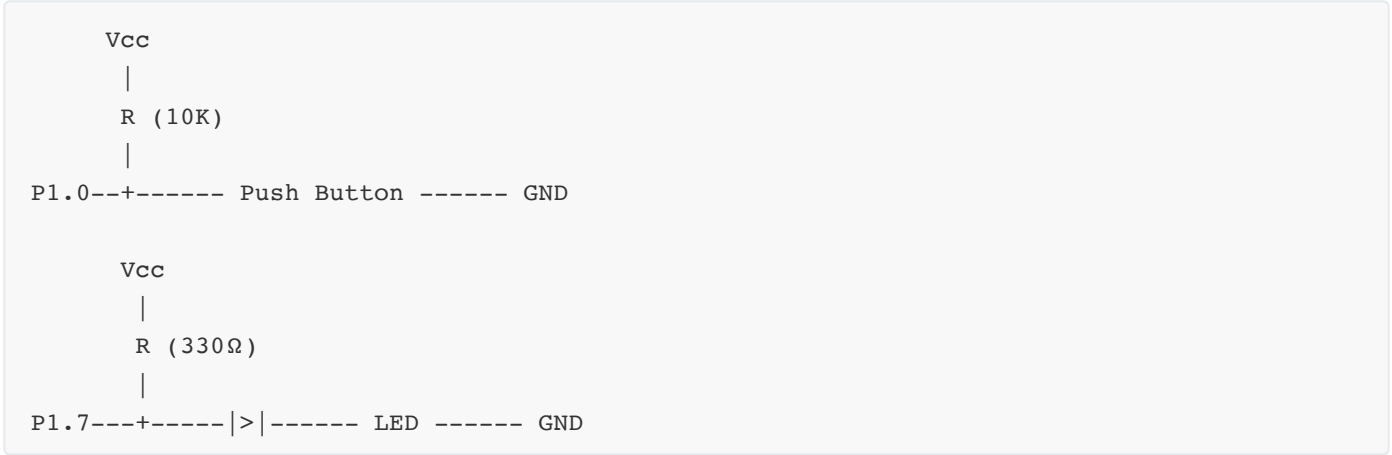 Vcc
      |
      R (10K)
      |
P1.0--+------ Push Button ------ GND

      Vcc
       |
       R (330Ω)
       |
P1.7---+-----|>|------ LED ------ GND